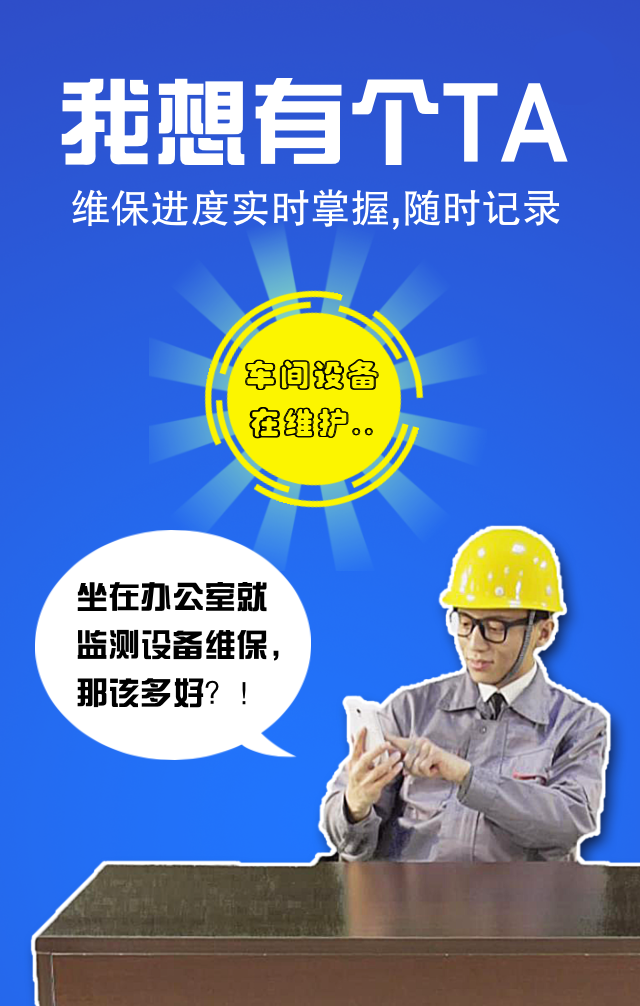 我想有个TA
维保进度实时掌握,随时记录
车间设备
在维护..
坐在办公室就
监测设备维保，
那该多好？！